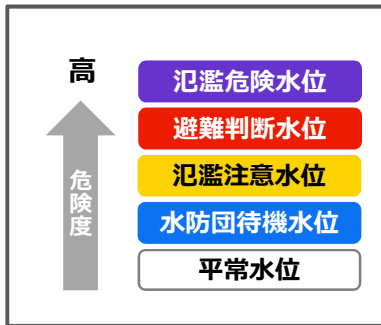 高
危険度
氾濫危険水位
避難判断水位
氾濫注意水位
水防団待機水位
平常水位